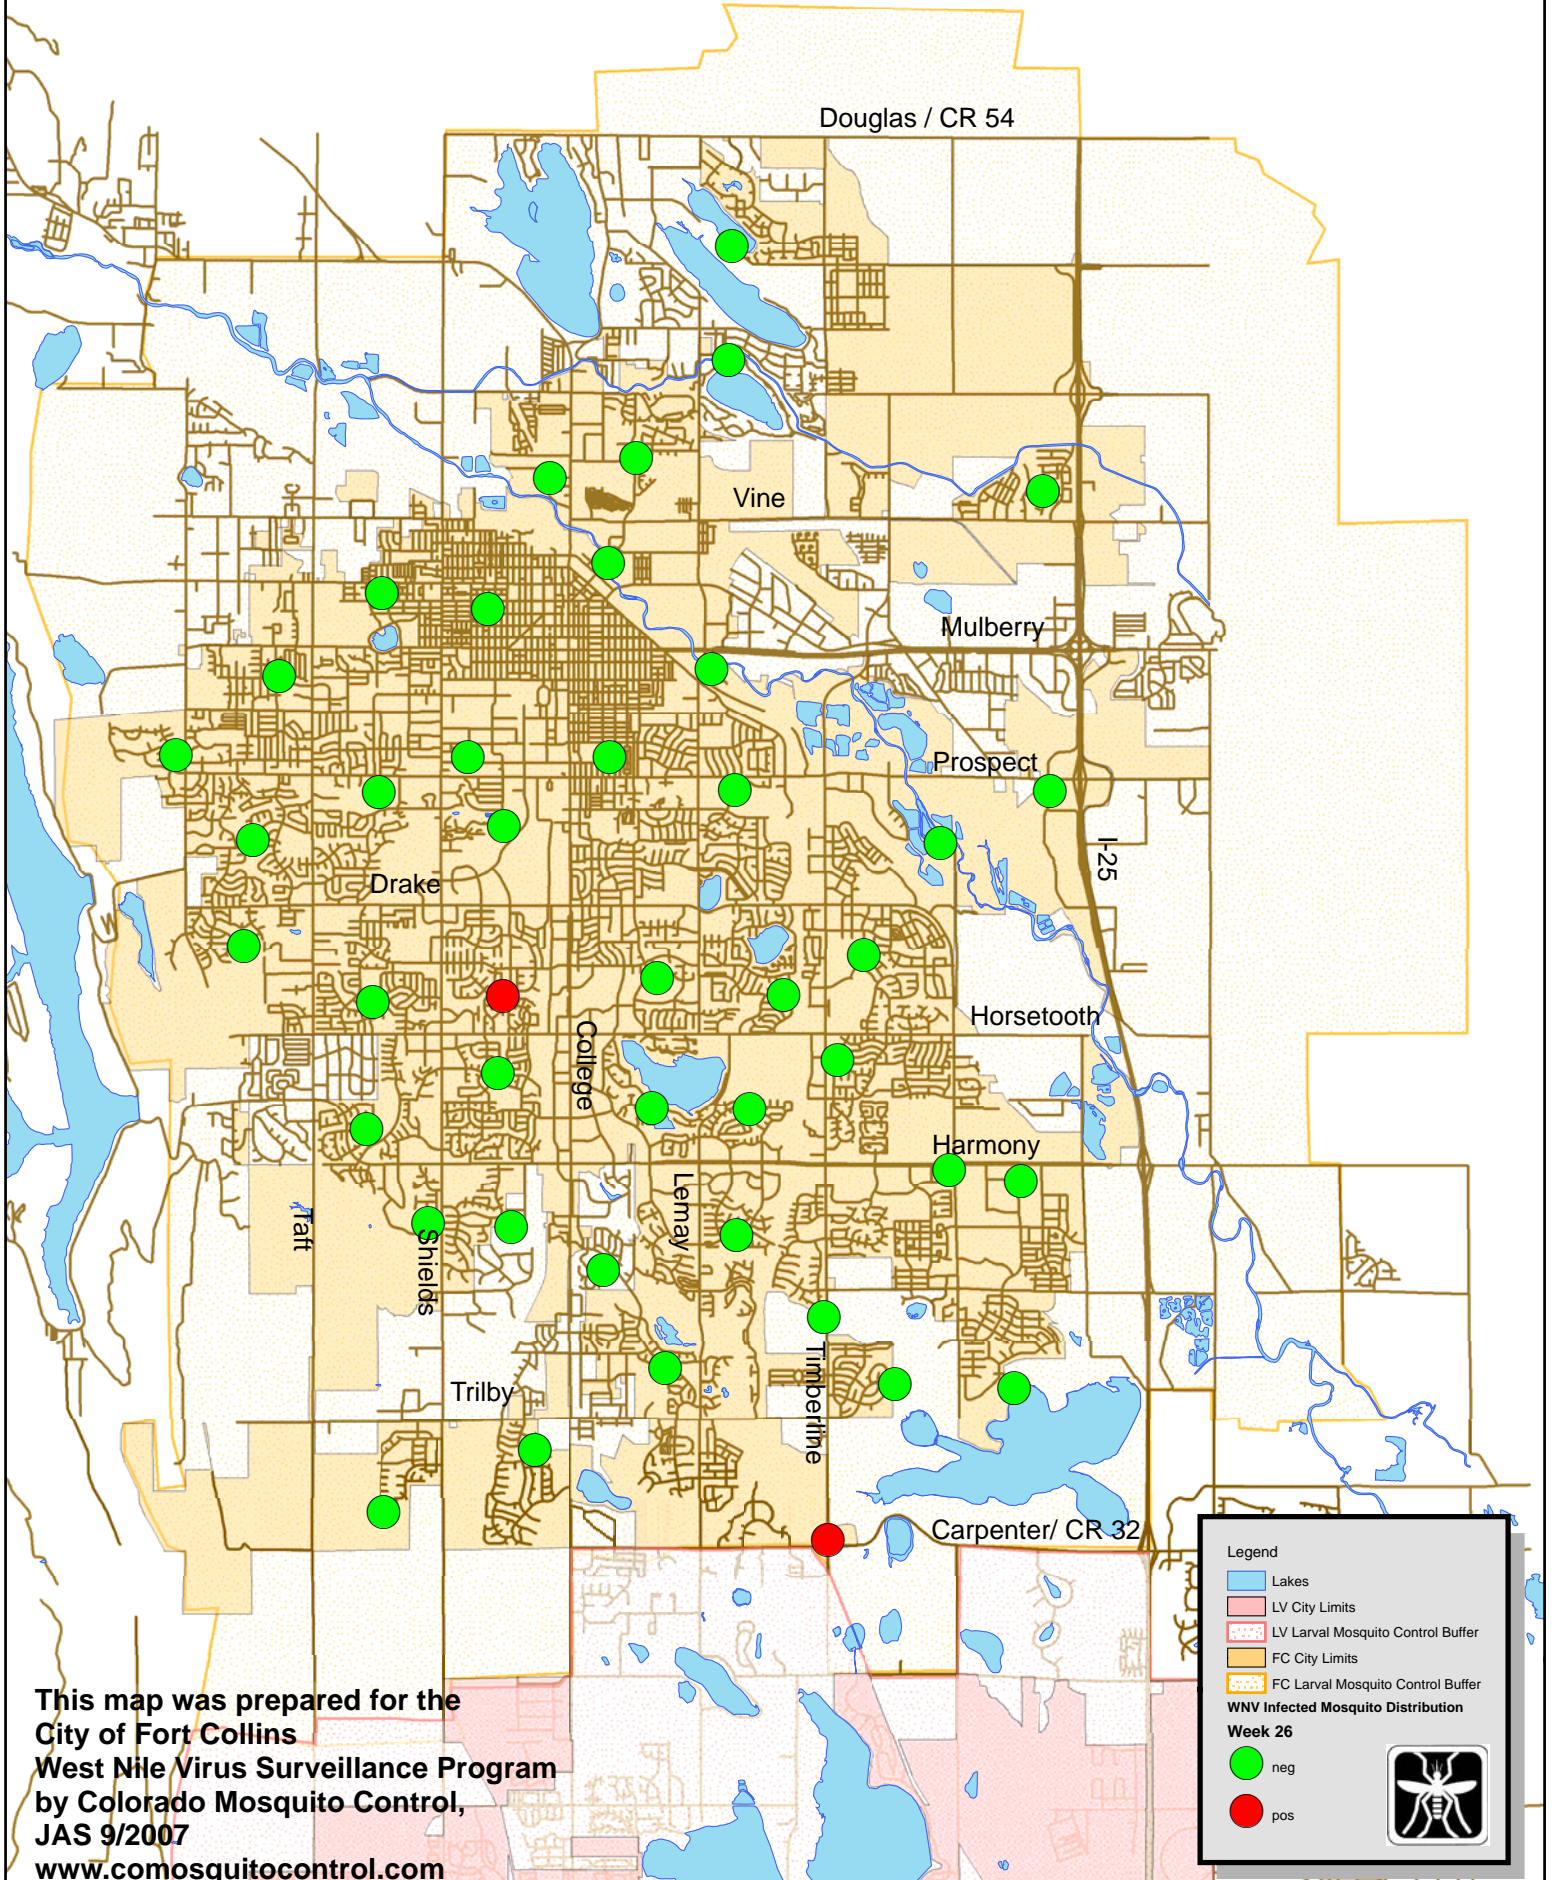 Douglas / CR 54
Vine
Mulberry
Prospect
I-25
Drake
Horsetooth
College
Harmony
Lemay
Taft
Shields
Timberline
Trilby
Carpenter/ CR 32
This map was prepared for the
City of Fort Collins
West Nile Virus Surveillance Program
by Colorado Mosquito Control,
JAS 9/2007
www.comosquitocontrol.com
Legend
Lakes
LV City Limits
LV Larval Mosquito Control Buffer
FC City Limits
FC Larval Mosquito Control Buffer
WNV Infected Mosquito Distribution
Week 26
neg
pos